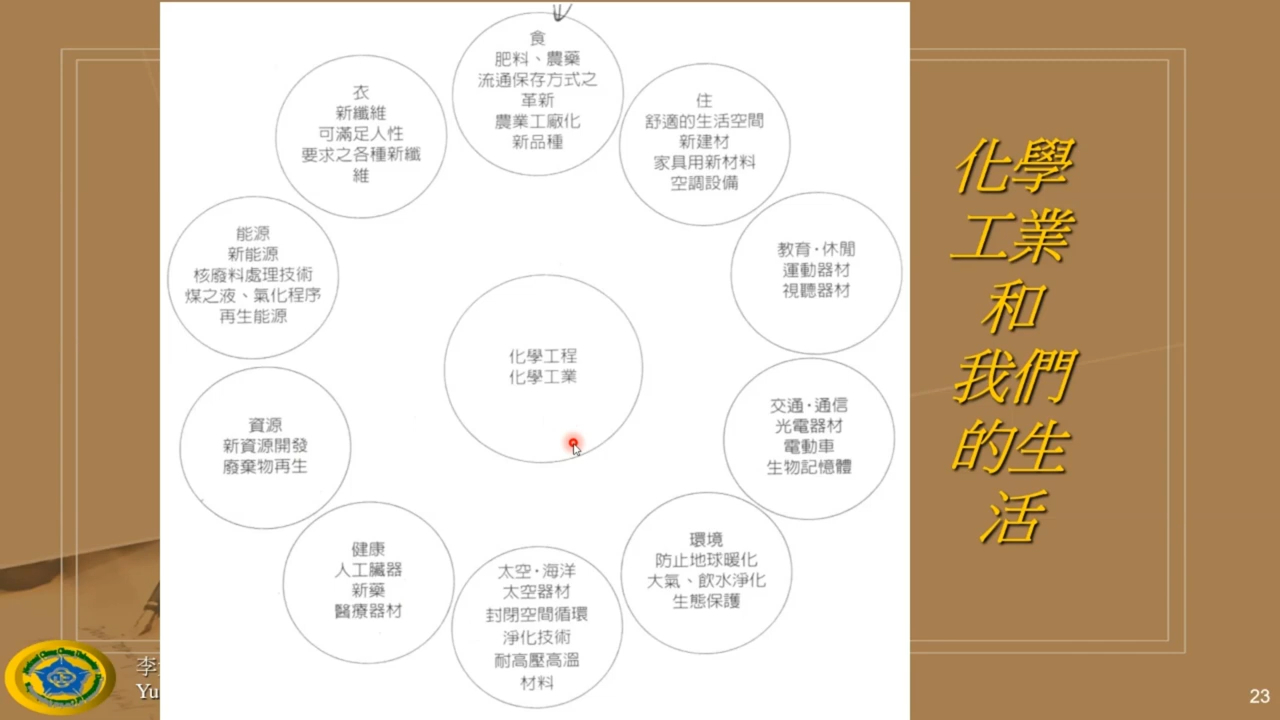 食
肥料、農藥
流通保存方式之
革新
農業工廠化
新品種
衣
新纖維
可滿足人性
要求之各種新纖
維
住
舒適的生活空間
新建材
家具用新材料
空調設備
能源
新能源
核廢料處理技術
煤之液、氣化程序
再生能源
教育·休閒
運動器材
視聽器材
化學工程
化學工業
資源
新資源開發
廢棄物再生
交通·通信
光電器材
電動車
生物記憶體
健康
人工臟器
新藥
醫療器材
太空·海洋
太空器材
封閉空間循環
淨化技術
耐高壓高溫
材料
環境
防止地球暖化
大氣、飲水淨化
生態保護
化學
工業
和
我們
的生
活
李
Yu
23